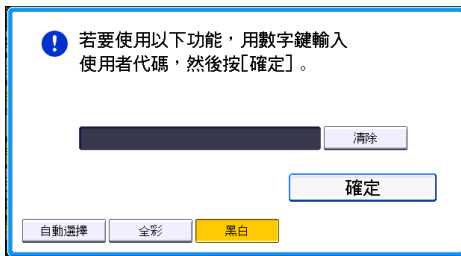 若要使用以下功能，用數字鍵輸入
使用者代碼，然後按[確定]。
清除
確定
自動選擇 全彩 黑白